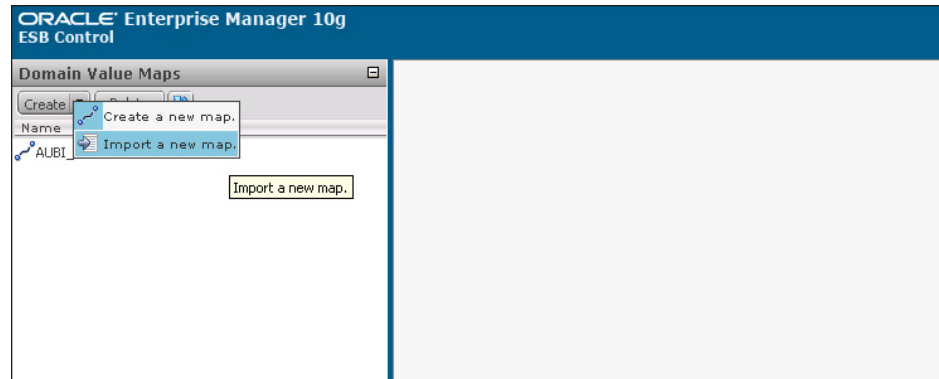 ORACLE Enterprise Manager 10g
ESB Control
Domain Value Maps
Create
Create a new map.
Name
Import a new map.
AUBI_
Import a new map.